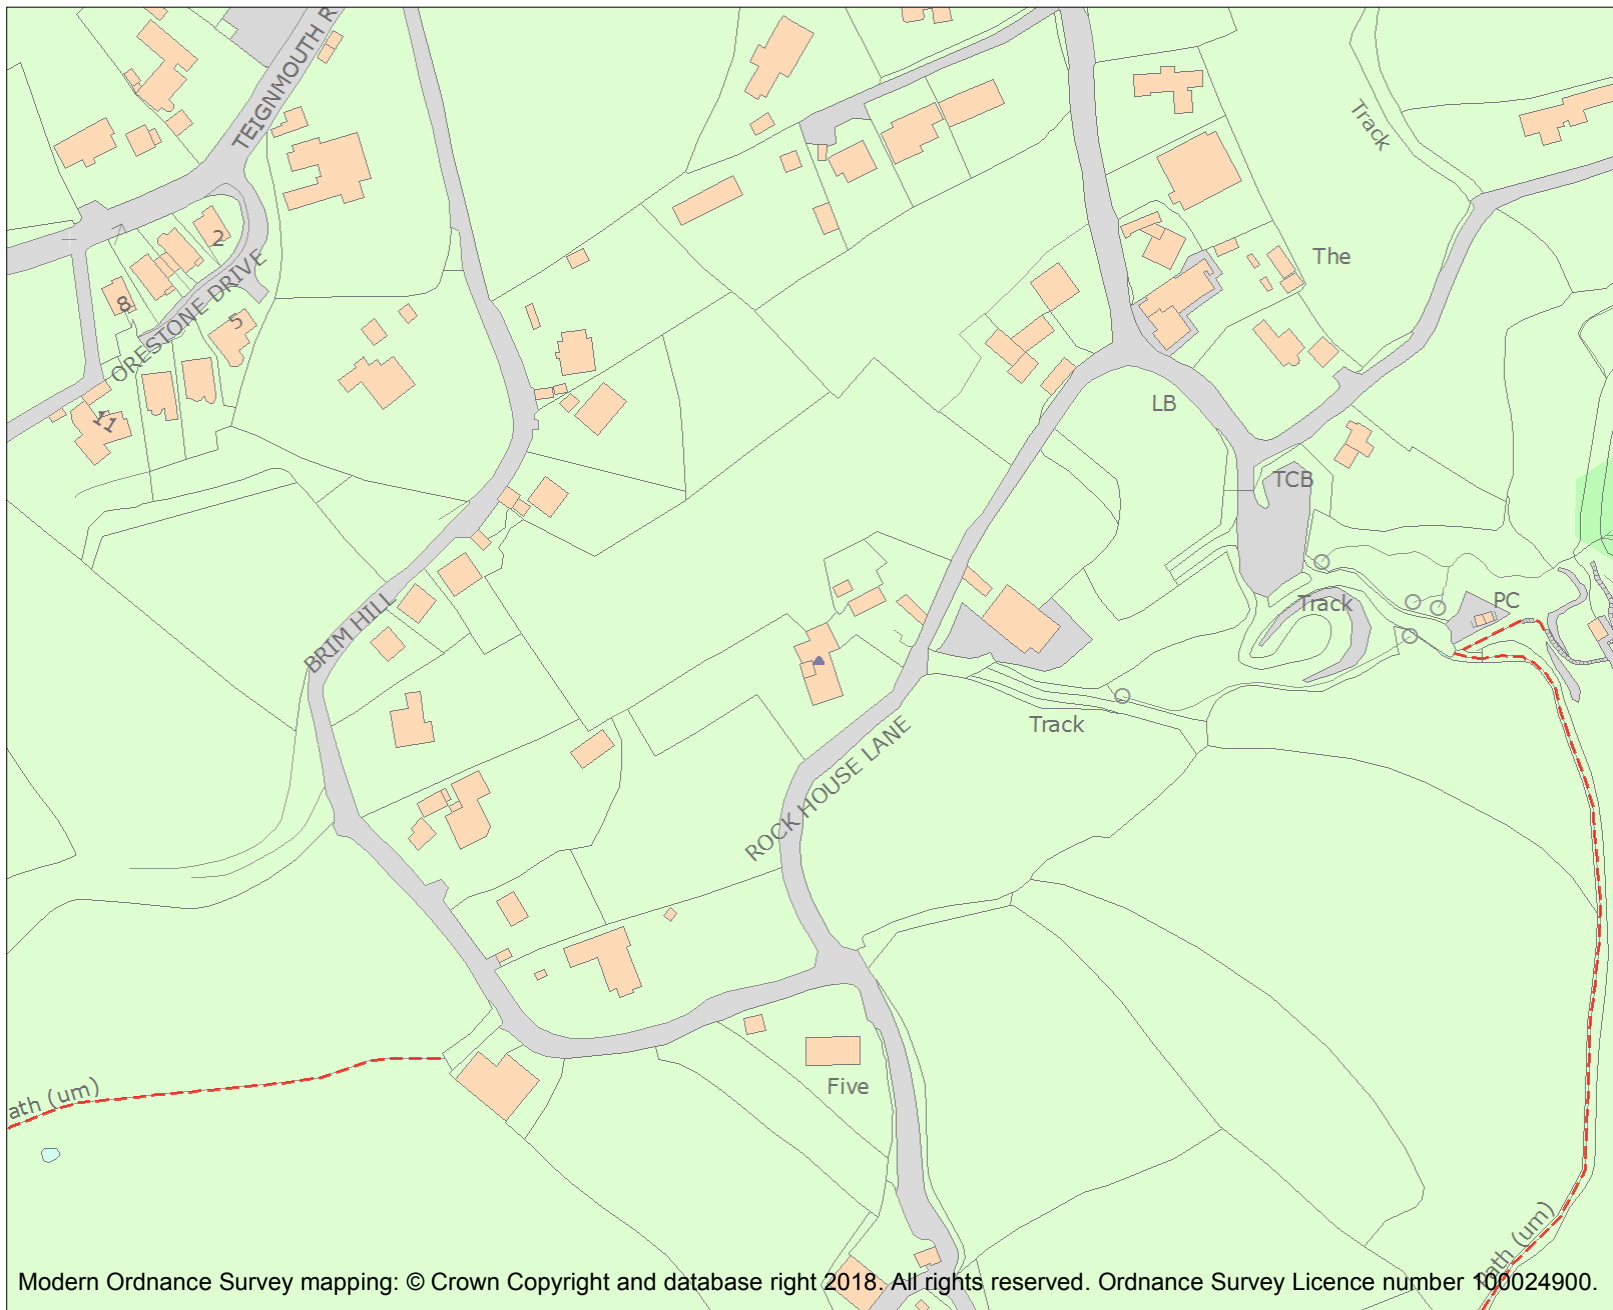 TEIGNMOUTH R
Track
2
The
ORESTONE DRIVE
8
5
11
LB
TCB
BRIM HILL
Track
PC
Track
ROCK HOUSE LANE
Five
ath (um)
Path (um)
Modern Ordnance Survey mapping: © Crown Copyright and database right 2018. All rights reserved. Ordnance Survey Licence number 100024900.